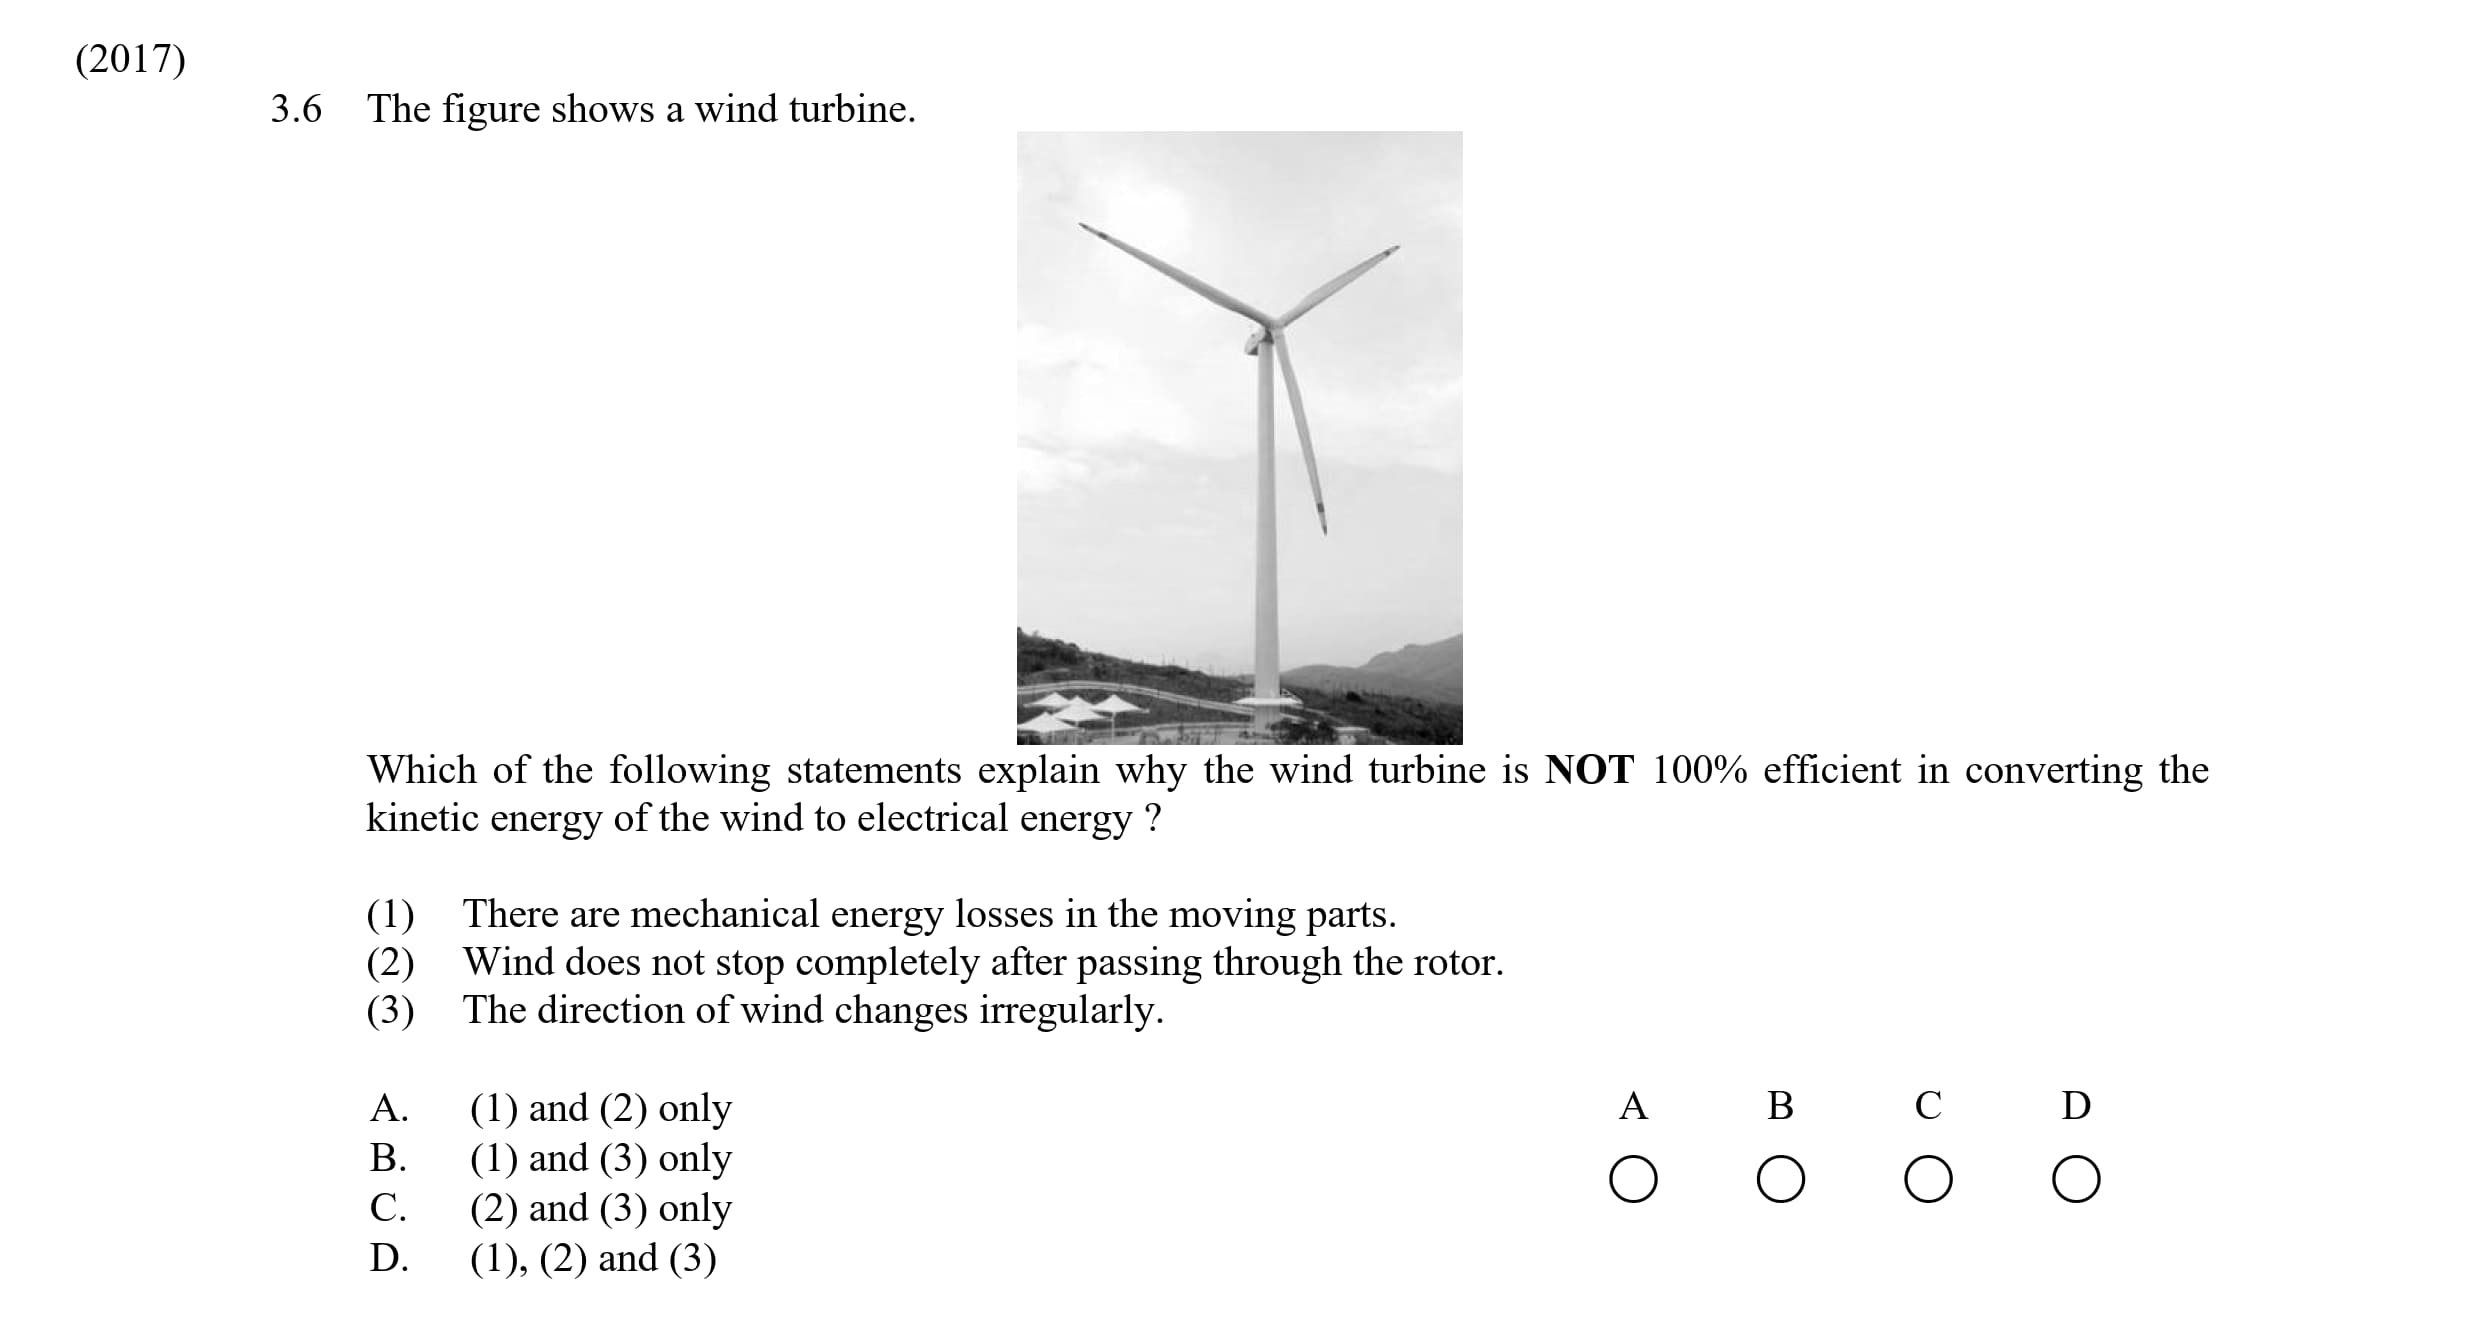 (2017)
3.6 The figure shows a wind turbine.
Which of the following statements explain why the wind turbine is NOT 100% efficient in converting the
kinetic energy of the wind to electrical energy ?
(1) There are mechanical energy losses in the moving parts.
(2) Wind does not stop completely after passing through the rotor.
(3) The direction of wind changes irregularly.
A. (1) and (2) only
B. (1) and (3) only
C. (2) and (3) only
D. (1), (2) and (3)
A B C D